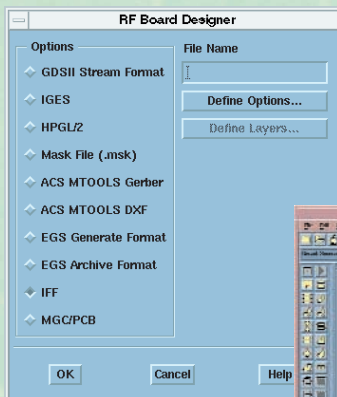 RF Board Designer
Options
GDSII Stream Format
IGES
HPGL/2
Mask File (.msk)
ACS MTOOLS Gerber
ACS MTOOLS DXF
EGS Generate Format
EGS Archive Format
IFF
MGC/PCB
File Name
Define Options...
Define Layers...
OK
Cancel
Help